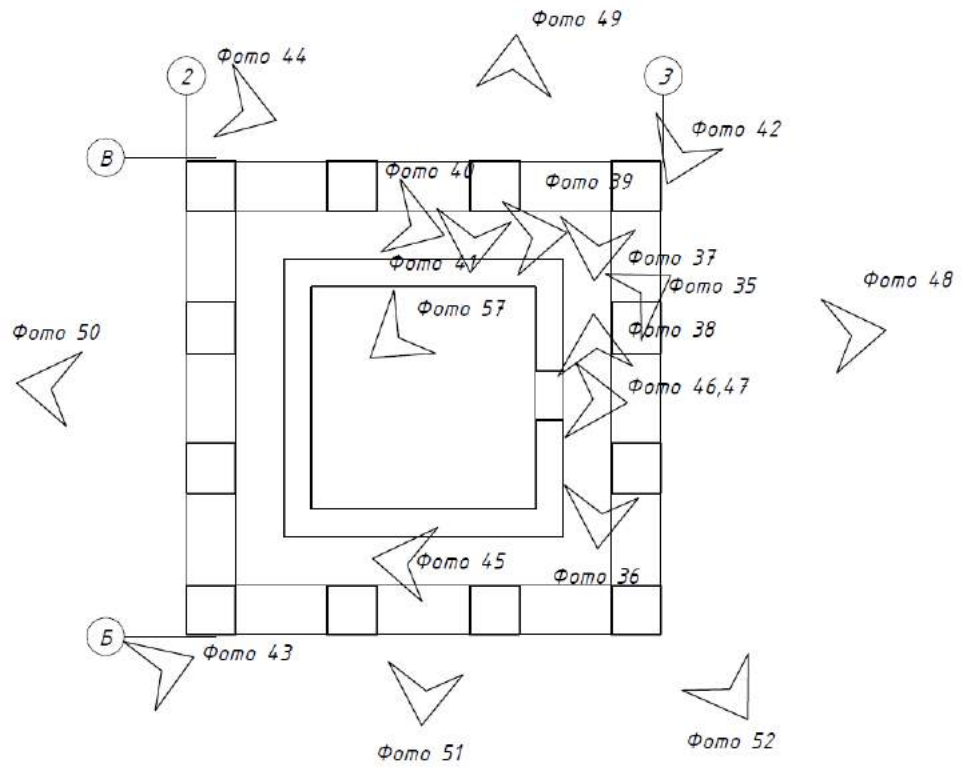 Фото 49
Фото 44
2
3
Фото 42
В
Фото 40
Фото 39
Фото 41
Фото 37
Фото 35
Фото 48
Фото 57
Фото 50
Фото 38
Фото 46,47
Фото 45
Фото 36
Б
Фото 43
Фото 51
Фото 52